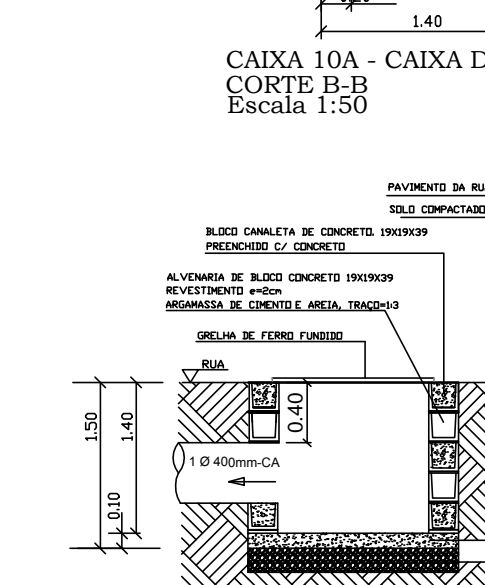 1.40
CAIXA 10A - CAIXA D
CORTE B-B
Escala 1:50
PAVIMENTO DA RU
SOLO COMPACTADO
BLOCO CANALETA DE CONCRETO. 19X19X39
PREENCHIDO C/ CONCRETO
ALVENARIA DE BLOCO CONCRETO 19X19X39
REVESTIMENTO e=2cm
ARGAMASSA DE CIMENTO E AREIA, TRAÇO=1:3
GRELHA DE FERRO FUNDIDO
RUA
1.50
1.40
0.40
0.10
1 Ø 400mm-CA